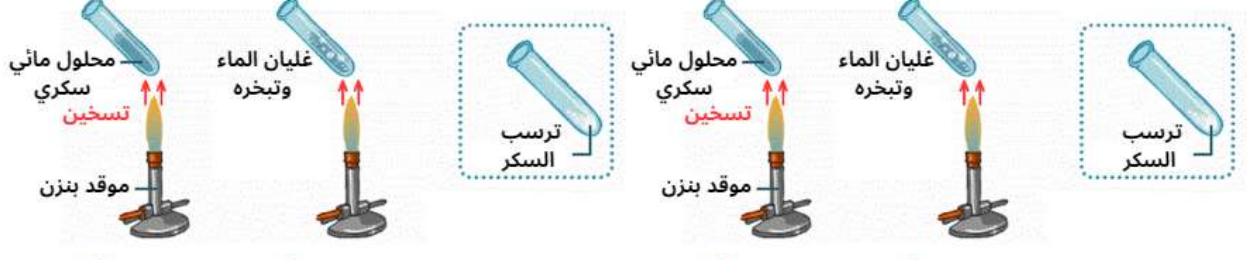 محلول مائي
سكري
تسخين
موقد بنزن
غليان الماء
وتبخره
ترسب
السكر
محلول مائي
سكري
تسخين
موقد بنزن
غليان الماء
وتبخره
ترسب
السكر